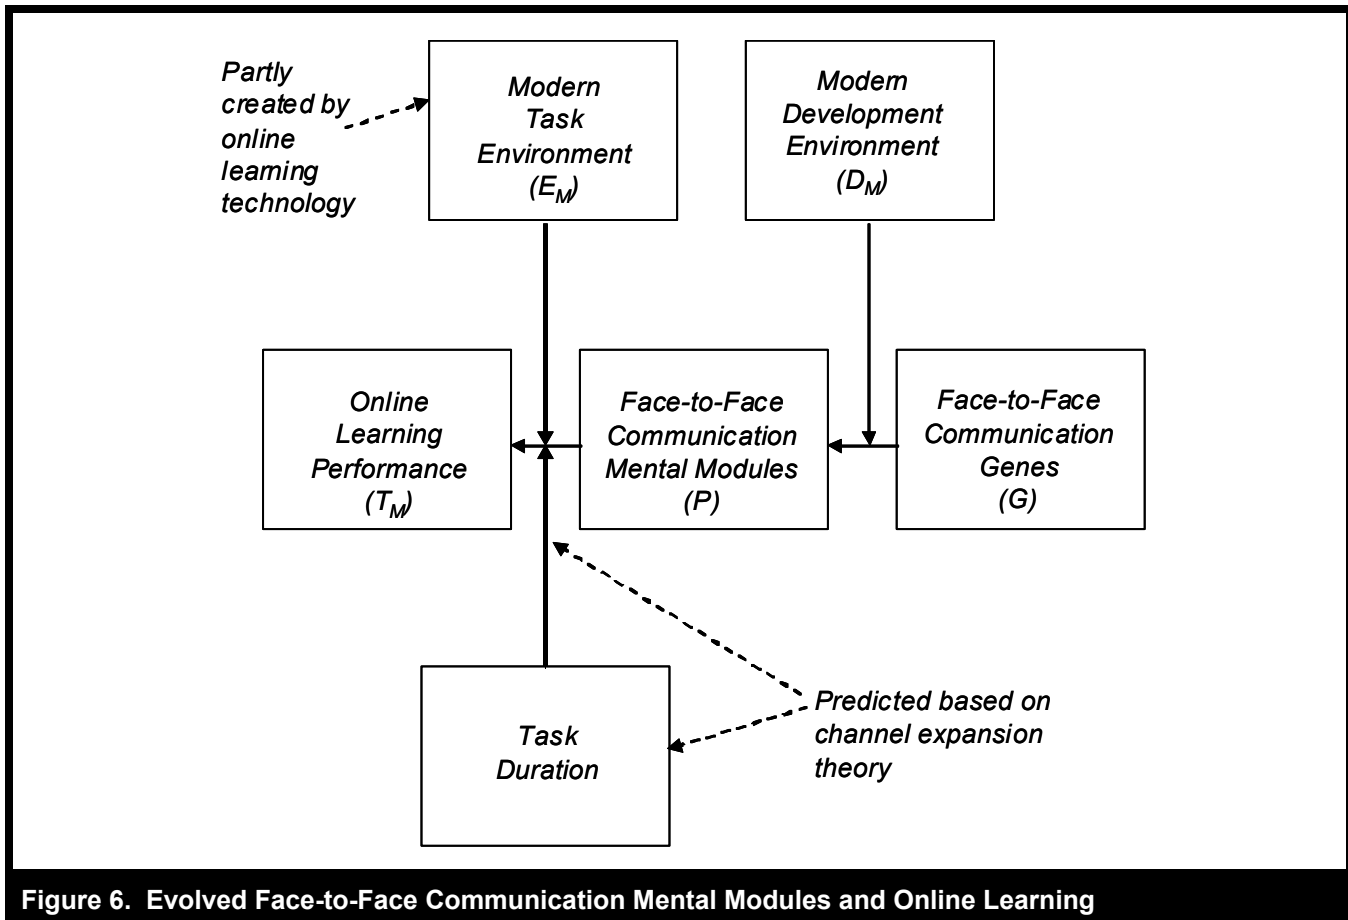 Partly
created by
online
learning
technology
Modern
Task
Environment
(E_M)
Modern
Development
Environment
(D_M)
Online
Learning
Performance
(T_M)
Face-to-Face
Communication
Mental Modules
(P)
Face-to-Face
Communication
Genes
(G)
Task
Duration
Predicted based on
channel expansion
theory
Figure 6. Evolved Face-to-Face Communication Mental Modules and Online Learning